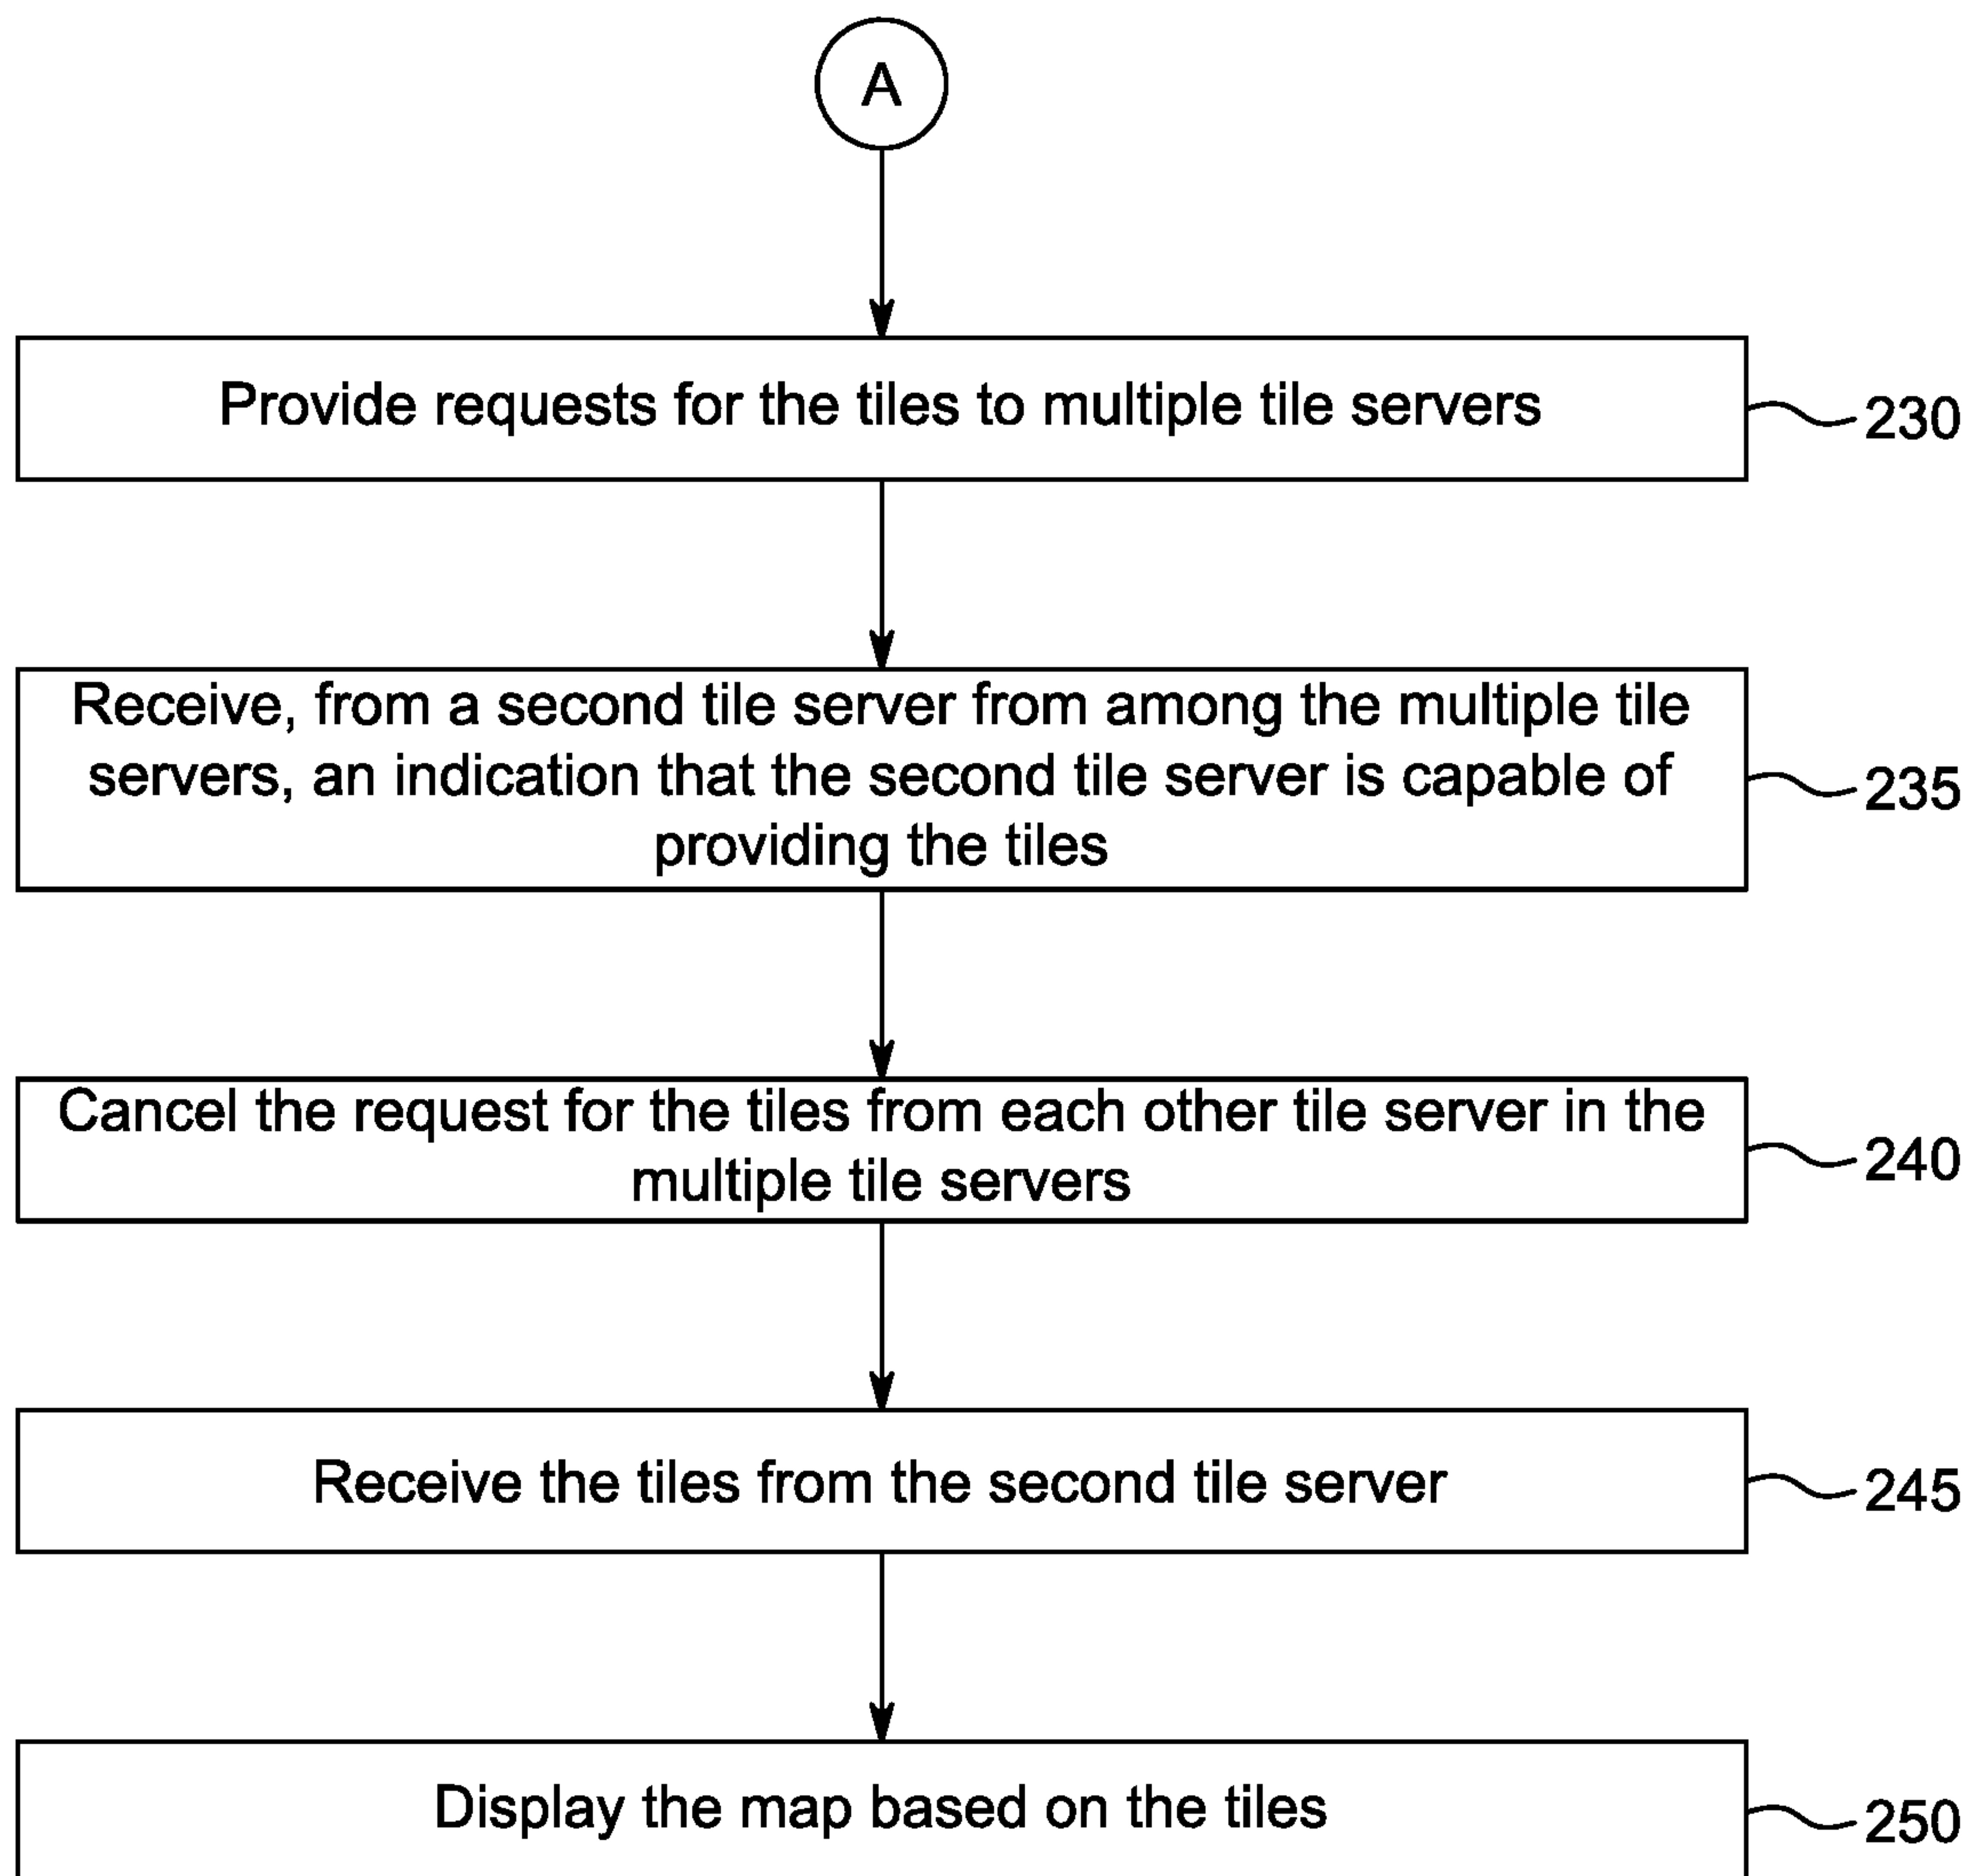 A
Provide requests for the tiles to multiple tile servers
230
Receive, from a second tile server from among the multiple tile
servers, an indication that the second tile server is capable of
providing the tiles
235
Cancel the request for the tiles from each other tile server in the
multiple tile servers
240
Receive the tiles from the second tile server
245
Display the map based on the tiles
250